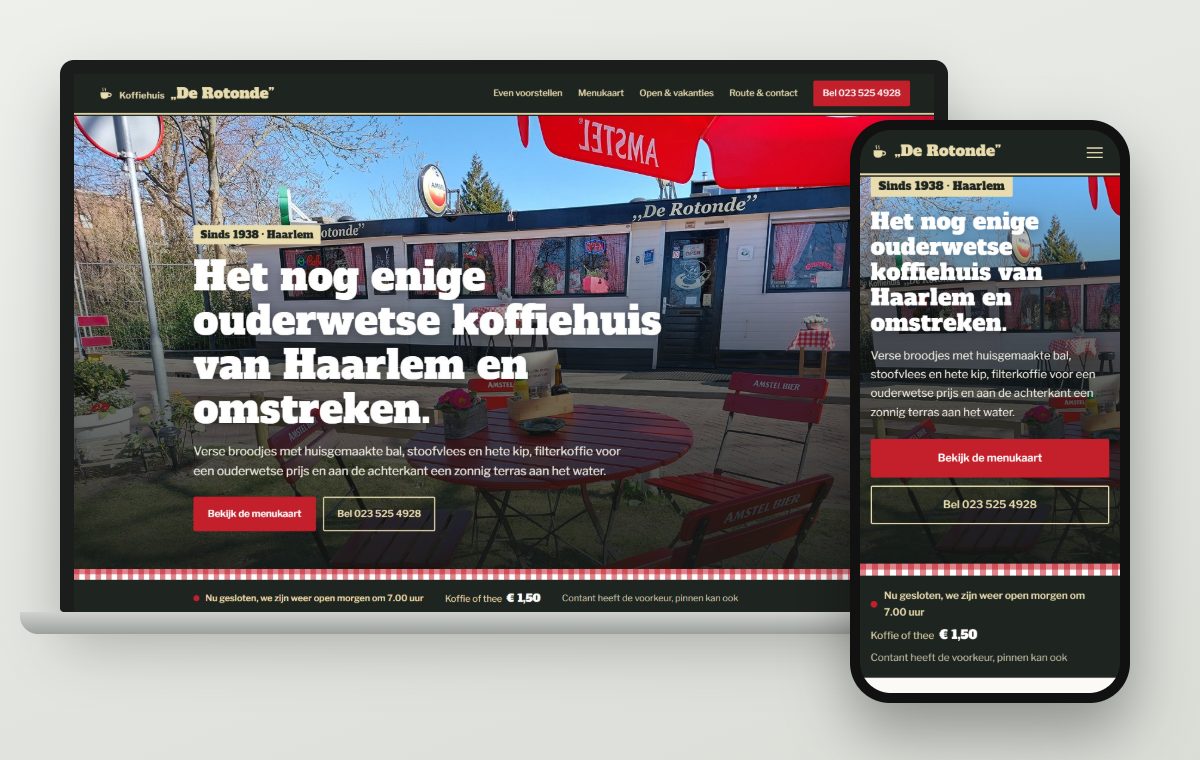 Koffiehuis „De Rotonde”
Even voorstellen Menukaart Open & vakanties Route & contact Bel 023 525 4928
AMSTEL
„De Rotonde”
Sinds 1938 · Haarlem
Het nog enige
ouderwetse koffiehuis
van Haarlem en
omstreken.
AMSTEL BIER
AMSTEL BIER
Verse broodjes met huisgemaakte bal, stoofvlees en hete kip, filterkoffie voor
een ouderwetse prijs en aan de achterkant een zonnig terras aan het water.
Bekijk de menukaart Bel 023 525 4928
Nu gesloten, we zijn weer open morgen om 7.00 uur Koffie of thee € 1,50 Contant heeft de voorkeur, pinnen kan ook
„De Rotonde”
Sinds 1938 · Haarlem
Het nog enige
ouderwetse
koffiehuis van
Haarlem en
omstreken.
Verse broodjes met huisgemaakte bal,
stoofvlees en hete kip, filterkoffie voor een
ouderwetse prijs en aan de achterkant een
zonnig terras aan het water.
Bekijk de menukaart
Bel 023 525 4928
Nu gesloten, we zijn weer open morgen om
7.00 uur
Koffie of thee € 1,50
Contant heeft de voorkeur, pinnen kan ook